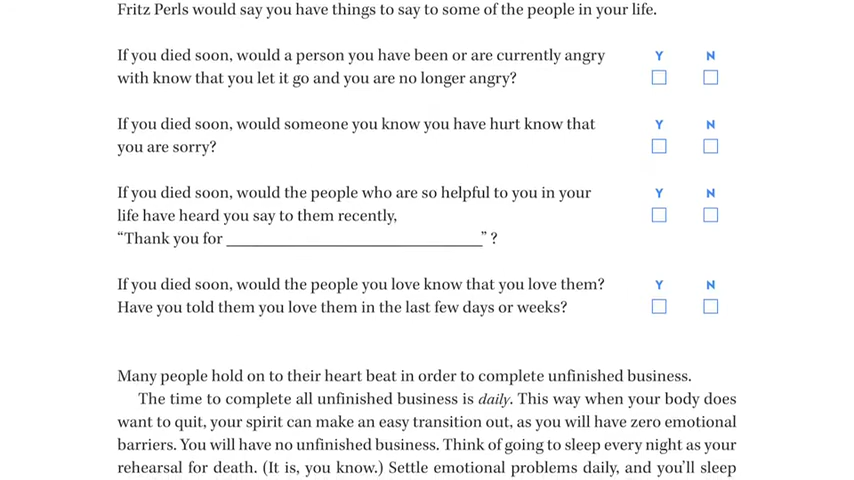 Fritz Perls would say you have things to say to some of the people in your life.
If you died soon, would a person you have been or are currently angry
with know that you let it go and you are no longer angry?
Y N
If you died soon, would someone you know you have hurt know that
you are sorry?
Y N
If you died soon, would the people who are so helpful to you in your
life have heard you say to them recently,
“Thank you for ______________________________” ?
Y N
If you died soon, would the people you love know that you love them?
Have you told them you love them in the last few days or weeks?
Y N
Many people hold on to their heart beat in order to complete unfinished business.
The time to complete all unfinished business is daily. This way when your body does
want to quit, your spirit can make an easy transition out, as you will have zero emotional
barriers. You will have no unfinished business. Think of going to sleep every night as your
rehearsal for death. (It is, you know.) Settle emotional problems daily, and you’ll sleep